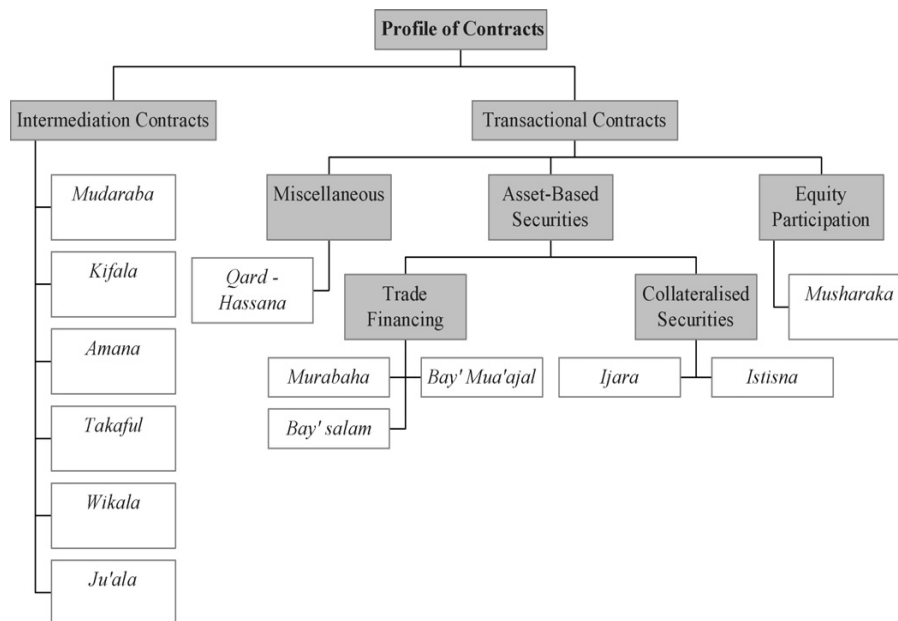 Profile of Contracts
Intermediation Contracts
Transactional Contracts
Mudaraba
Kifala
Amana
Takaful
Wikala
Ju'ala
Miscellaneous
Qard -
Hassana
Asset-Based
Securities
Trade
Financing
Murabaha
Bay' Mua'ajal
Bay' salam
Collateralised
Securities
Ijara
Istisna
Equity
Participation
Musharaka